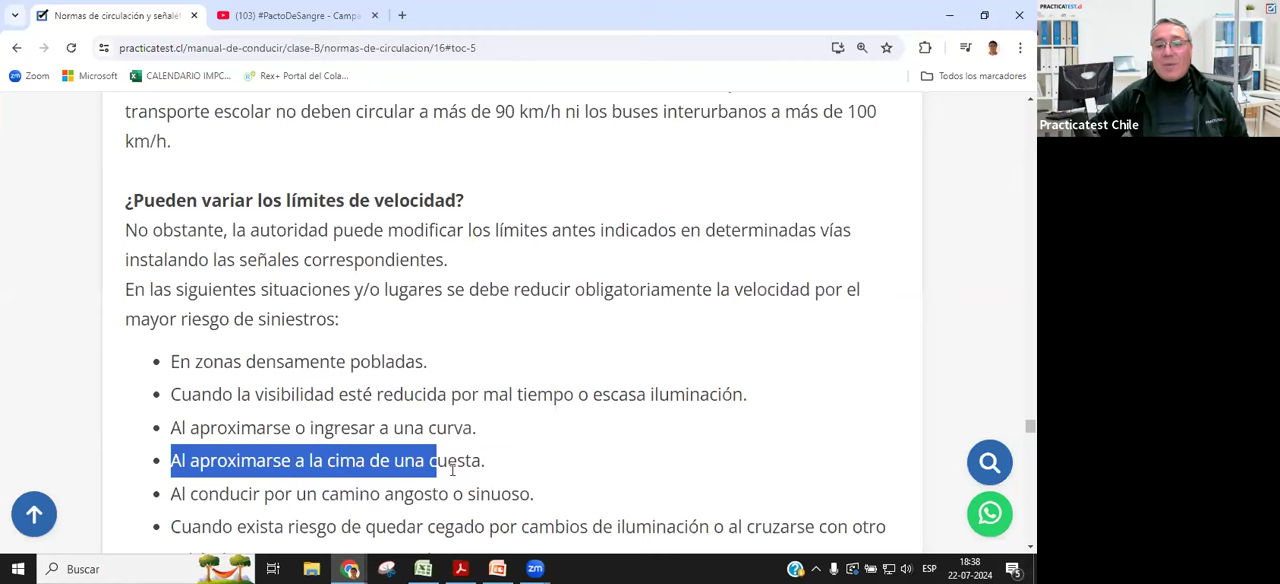 Normas de circulación y señale
(103) #PactoDeSangre - C
practicatest.cl/manual-de-conducir/clase-B/normas-de-circulacion/16#to
Zoom
Microsoft
CALENDARIO IMPC...
Rex+ Portal del Cola...
Todos los marcadores
PRACTICATEST.cl
Practicatest Chile
transporte escolar no deben a más de 90 km/h ni los buses interurbanos a más de 100
km/h.
¿Pueden variar los límites de velocidad?
No obstante, la autoridad puede modificar los límites antes indicados en determinadas vías
instalando las señales correspondientes.
En las siguientes situaciones y/o lugares se debe reducir obligatoriamente la velocidad por el
mayor riesgo de siniestros:
En zonas densamente pobladas.
Cuando la visibilidad esté reducida por mal tiempo o escasa iluminación.
Al aproximarse o ingresar a una curva.
Al aproximarse a la cima de una cuesta.
Al conducir por un camino angosto o sinuoso.
Cuando exista riesgo de quedar cegado por cambios de iluminación o al cruzarse con otro
Buscar
ESP
18:38
22-07-2024